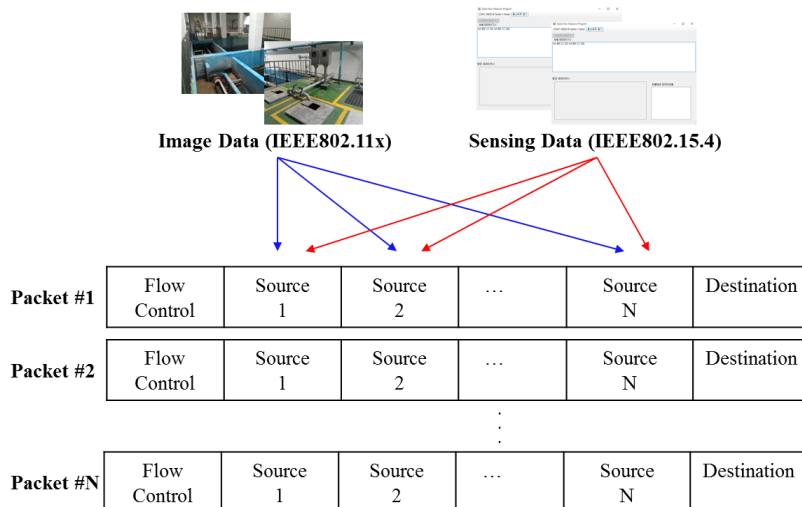 Image Data (IEEE802.11x)
Sensing Data (IEEE802.15.4)
Packet #1
Flow Control
Source 1
Source 2
...
Source N
Destination
Packet #2
Flow Control
Source 1
Source 2
...
Source N
Destination
.
.
.
Packet #N
Flow Control
Source 1
Source 2
...
Source N
Destination